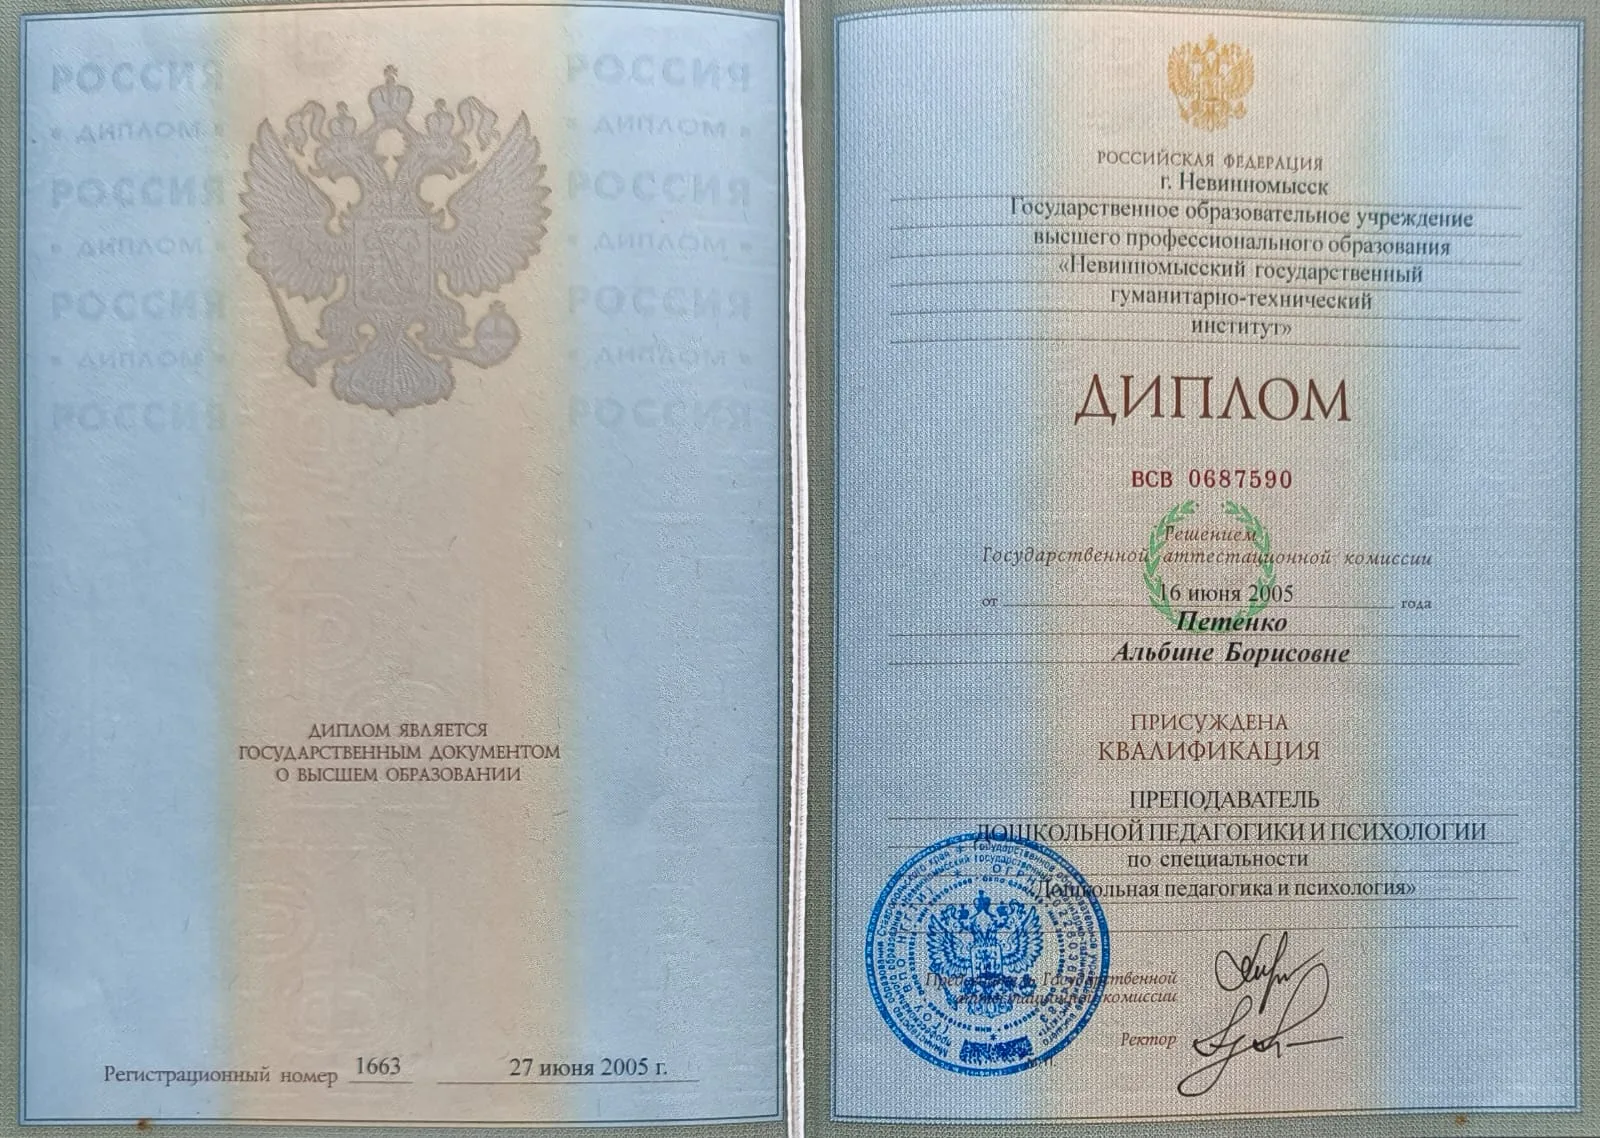 РОССИЯ РОССИЯ
« ДИПЛОМ » « ДИПЛОМ »
РОССИЯ РОССИЯ
« ДИПЛОМ » « ДИПЛОМ »
РОССИЯ РОССИЯ
« ДИПЛОМ » « ДИПЛОМ »
РОССИЯ РОССИЯ
ДИПЛОМ ЯВЛЯЕТСЯ
ГОСУДАРСТВЕННЫМ ДОКУМЕНТОМ
О ВЫСШЕМ ОБРАЗОВАНИИ
Регистрационный номер 1663 27 июня 2005 г.
РОССИЙСКАЯ ФЕДЕРАЦИЯ
г. Невинномысск
Государственное образовательное учреждение
высшего профессионального образования
«Невинномысский государственный
гуманитарно-технический
институт»
ДИПЛОМ
ВСВ 0687590
Решением
Государственной аттестационной комиссии
от 16 июня 2005 года
Петенко
Альбине Борисовне
ПРИСУЖДЕНА
КВАЛИФИКАЦИЯ
ПРЕПОДАВАТЕЛЬ
ДОШКОЛЬНОЙ ПЕДАГОГИКИ И ПСИХОЛОГИИ
по специальности
«Дошкольная педагогика и психология»
Председатель Государственной
аттестационной комиссии
Ректор